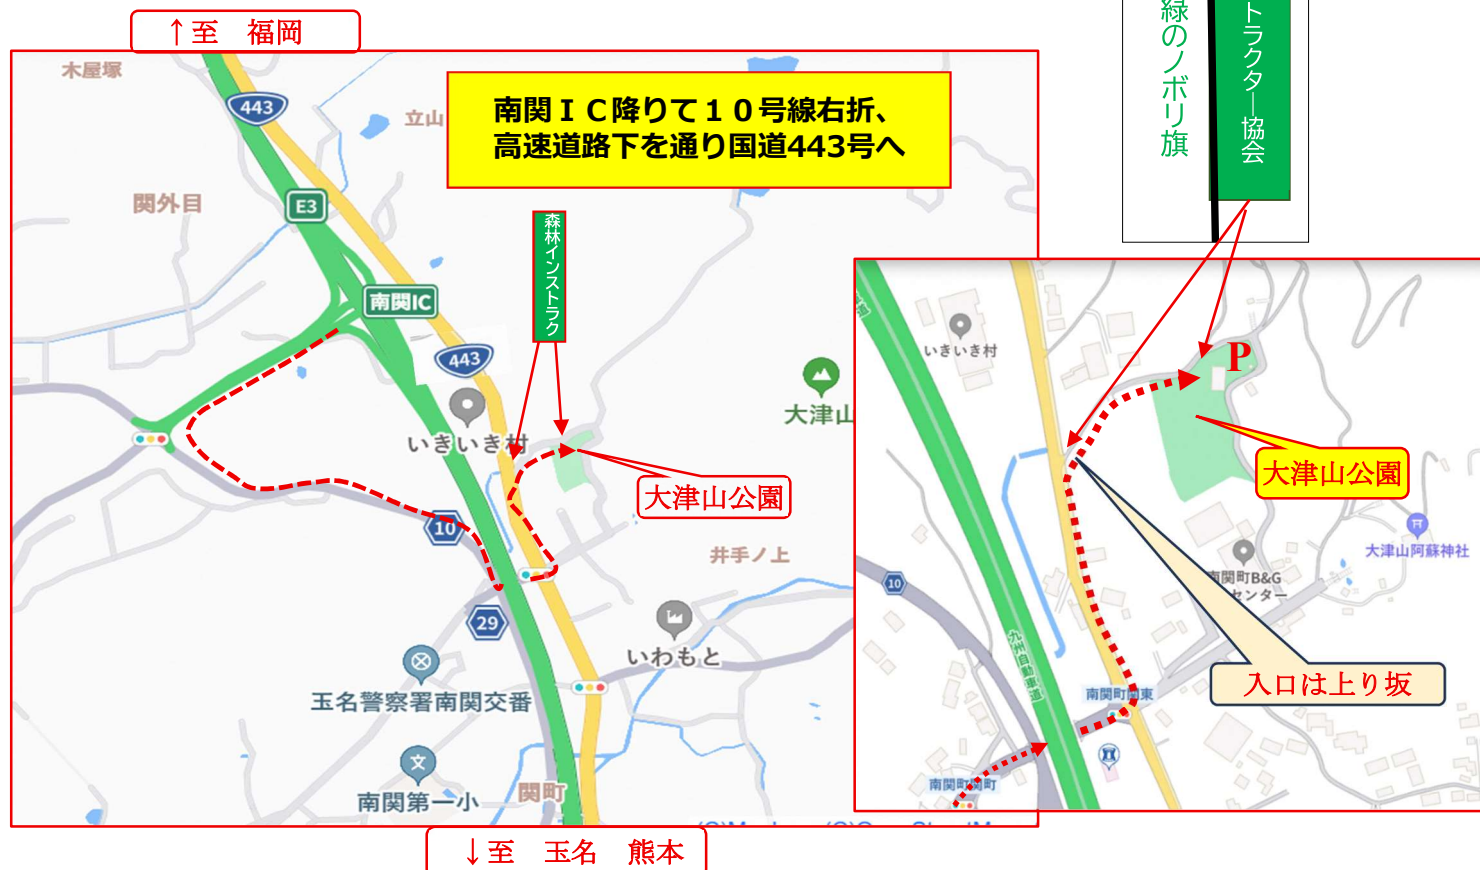 ↑至　福岡
木屋塚
443
立山
南関ＩＣ降りて１０号線右折、
高速道路下を通り国道443号へ
関外目
E3
森林インストラク
南関IC
443
いきいき村
大津山
大津山公園
10
井手ノ上
29
いわもと
玉名警察署南関交番
南関第一小
関町
↓至　玉名　熊本
緑のノボリ旗
トラクター協会
いきいき村
P
大津山公園
大津山阿蘇神社
南関町B&G
センター
10
九州自動車道
入口は上り坂
南関町関東
南関町関町